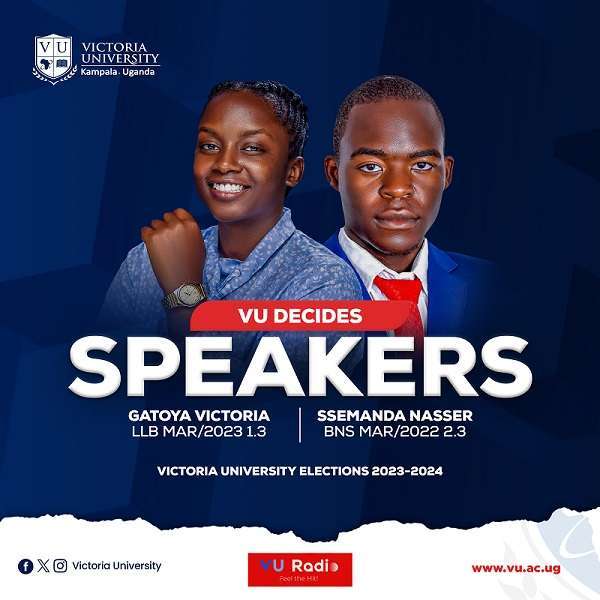 VU
VICTORIA
UNIVERSITY
Kampala - Uganda
VU DECIDES
SPEAKERS
GATOYA VICTORIA
LLB MAR/2023 1.3
SSEMANDA NASSER
BNS MAR/2022 2.3
VICTORIA UNIVERSITY ELECTIONS 2023-2024
Victoria University
VU Radio
Feel the Hit!
www.vu.ac.ug